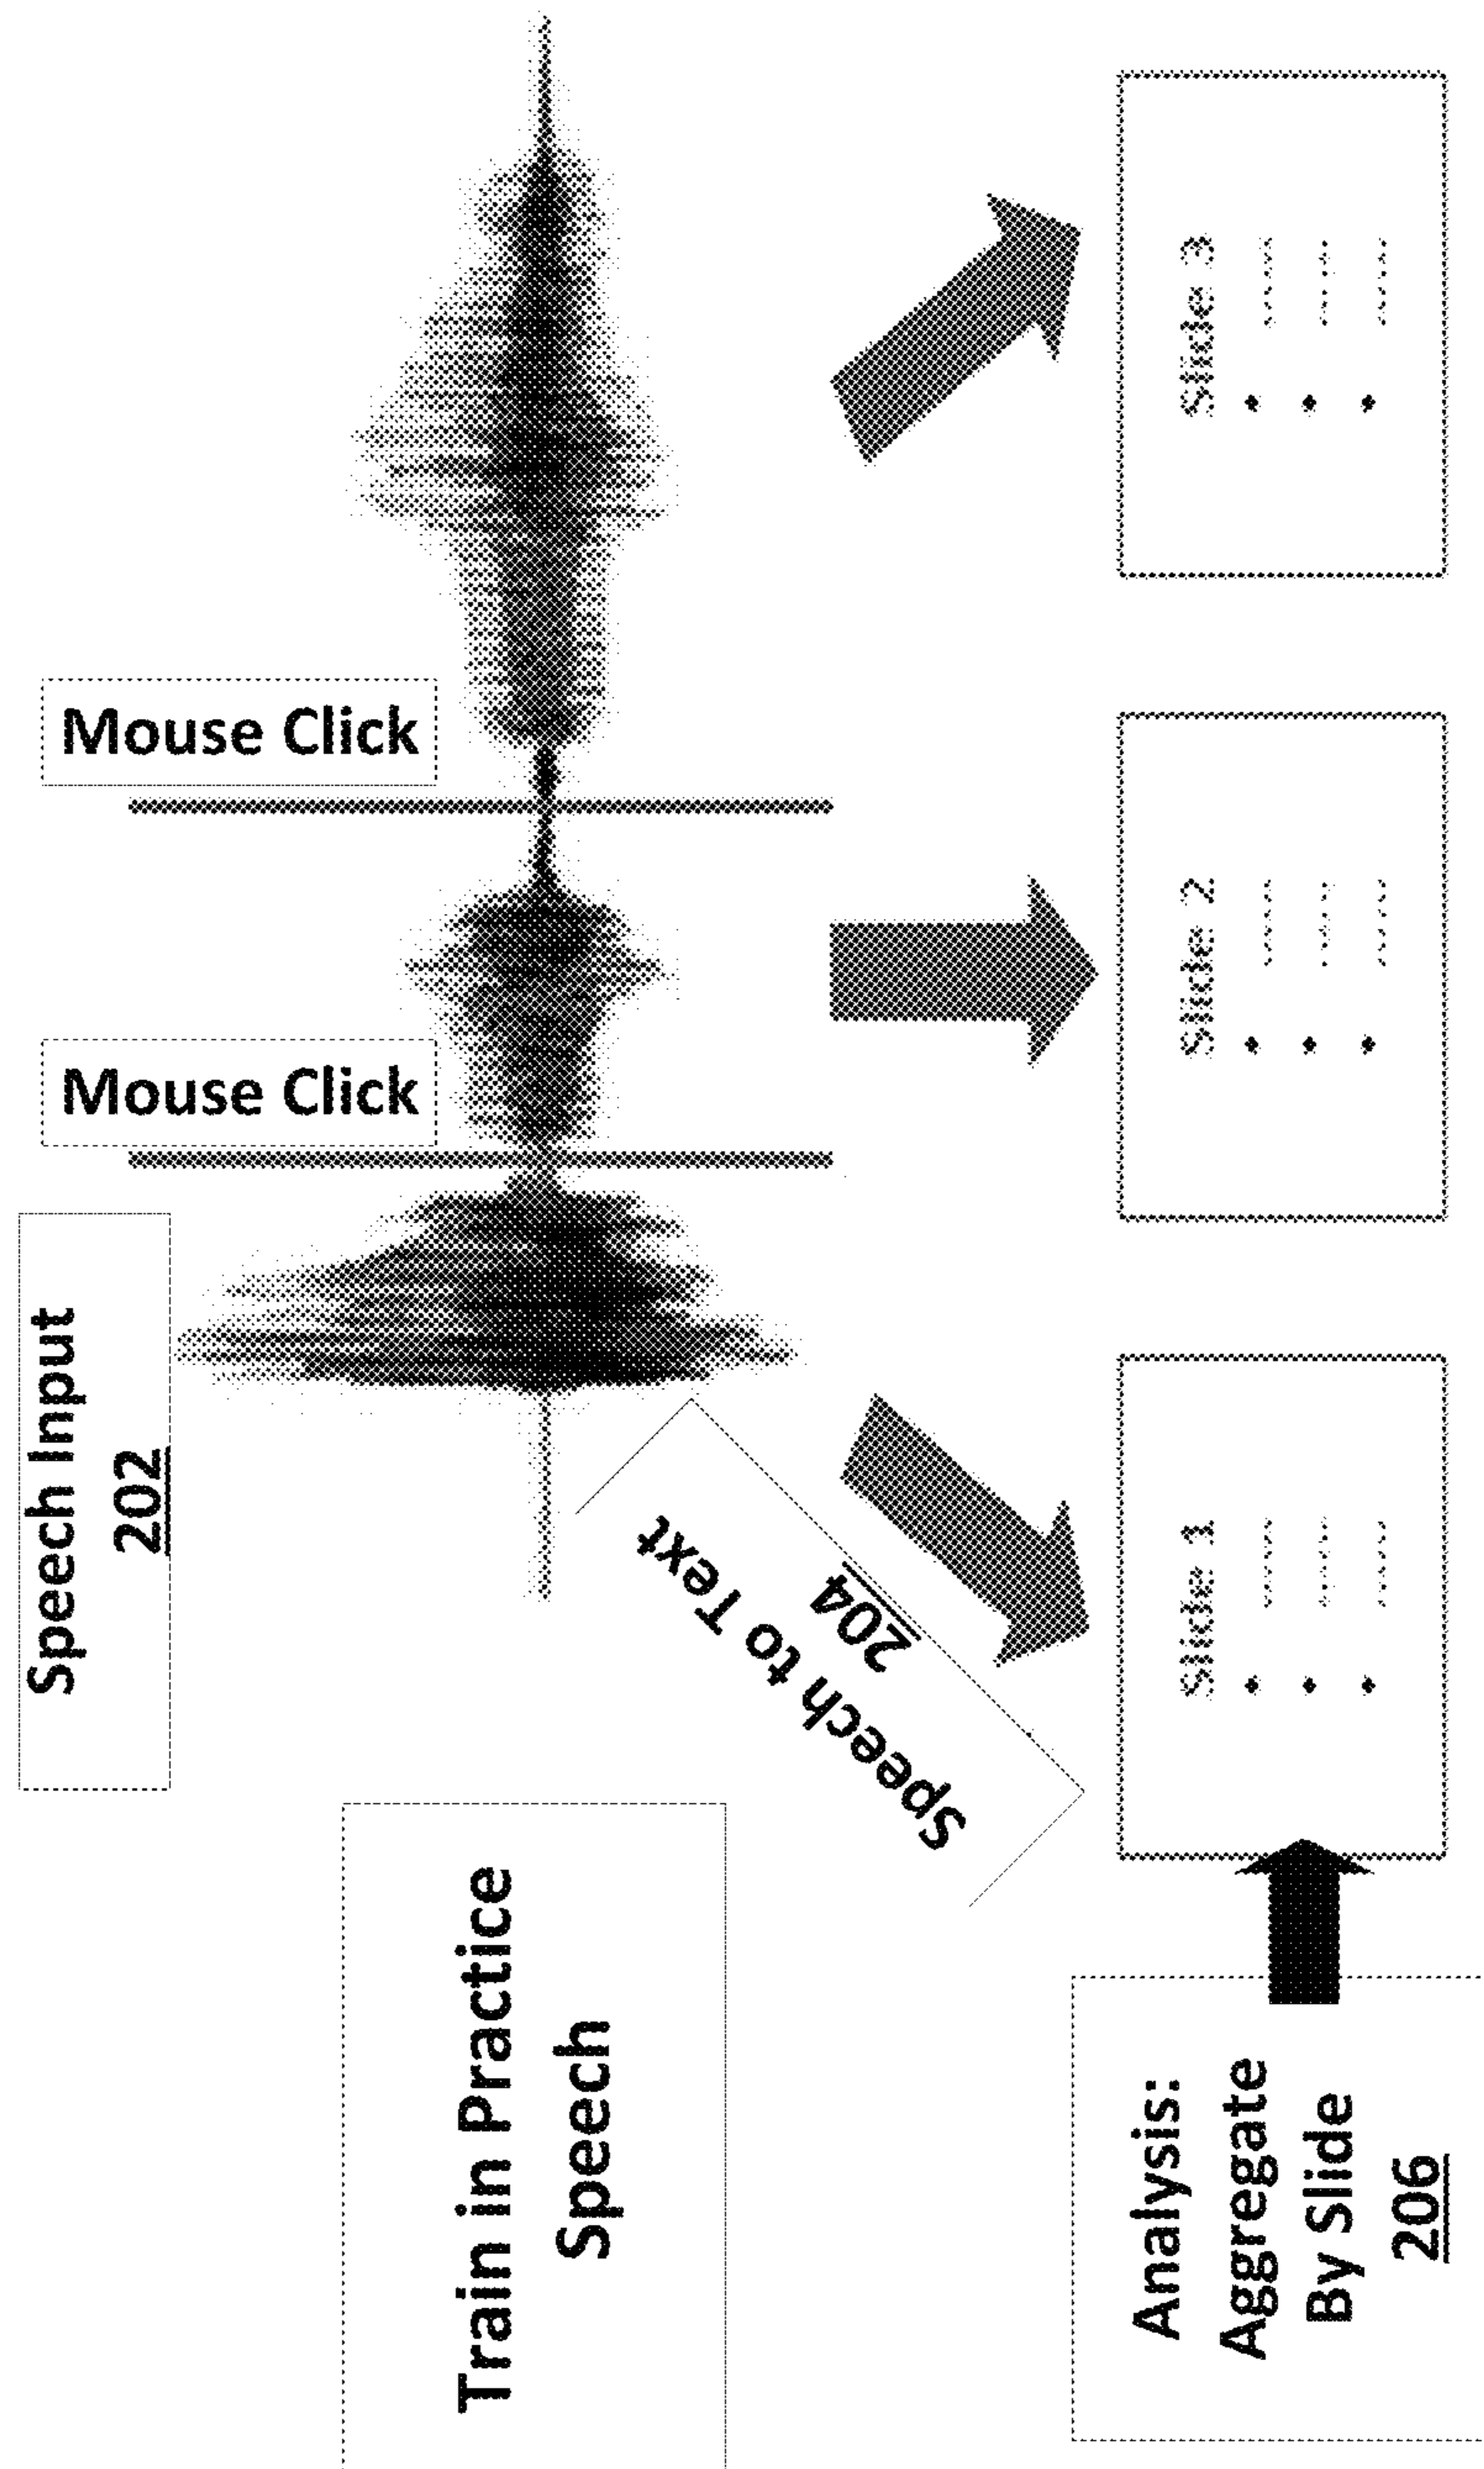 Speech Input
202
Mouse Click
Mouse Click
Train in Practice
Speech
Speech to Text
204
Analysis:
Aggregate
By Slide
206
Slide 1
Slide 2
Slide 3